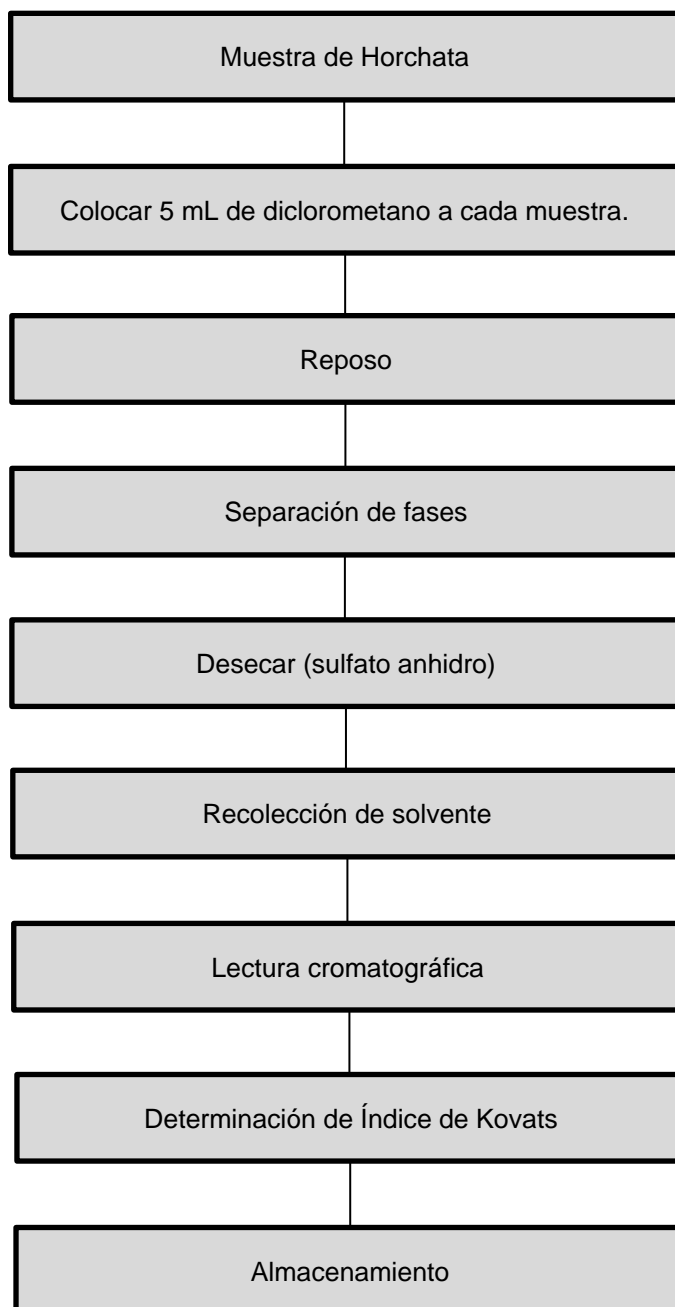 Muestra de Horchata
Colocar 5 mL de diclorometano a cada muestra.
Reposo
Separación de fases
Desecar (sulfato anhidro)
Recolección de solvente
Lectura cromatográfica
Determinación de Índice de Kovats
Almacenamiento